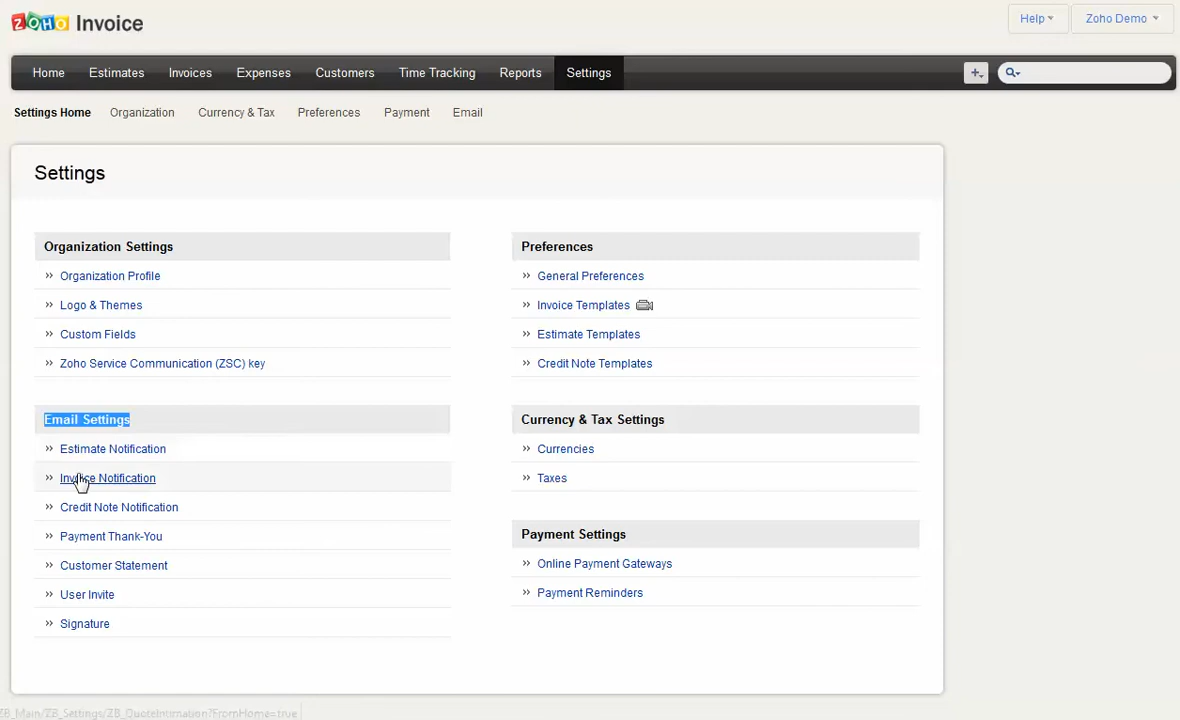 ZOHO Invoice
Help
Zoho Demo
Home Estimates Invoices Expenses Customers Time Tracking Reports Settings
Settings Home Organization Currency & Tax Preferences Payment Email
Settings
Organization Settings
Organization Profile
Logo & Themes
Custom Fields
Zoho Service Communication (ZSC) key
Email Settings
Estimate Notification
Invoice Notification
Credit Note Notification
Payment Thank-You
Customer Statement
User Invite
Signature
Preferences
General Preferences
Invoice Templates
Estimate Templates
Credit Note Templates
Currency & Tax Settings
Currencies
Taxes
Payment Settings
Online Payment Gateways
Payment Reminders